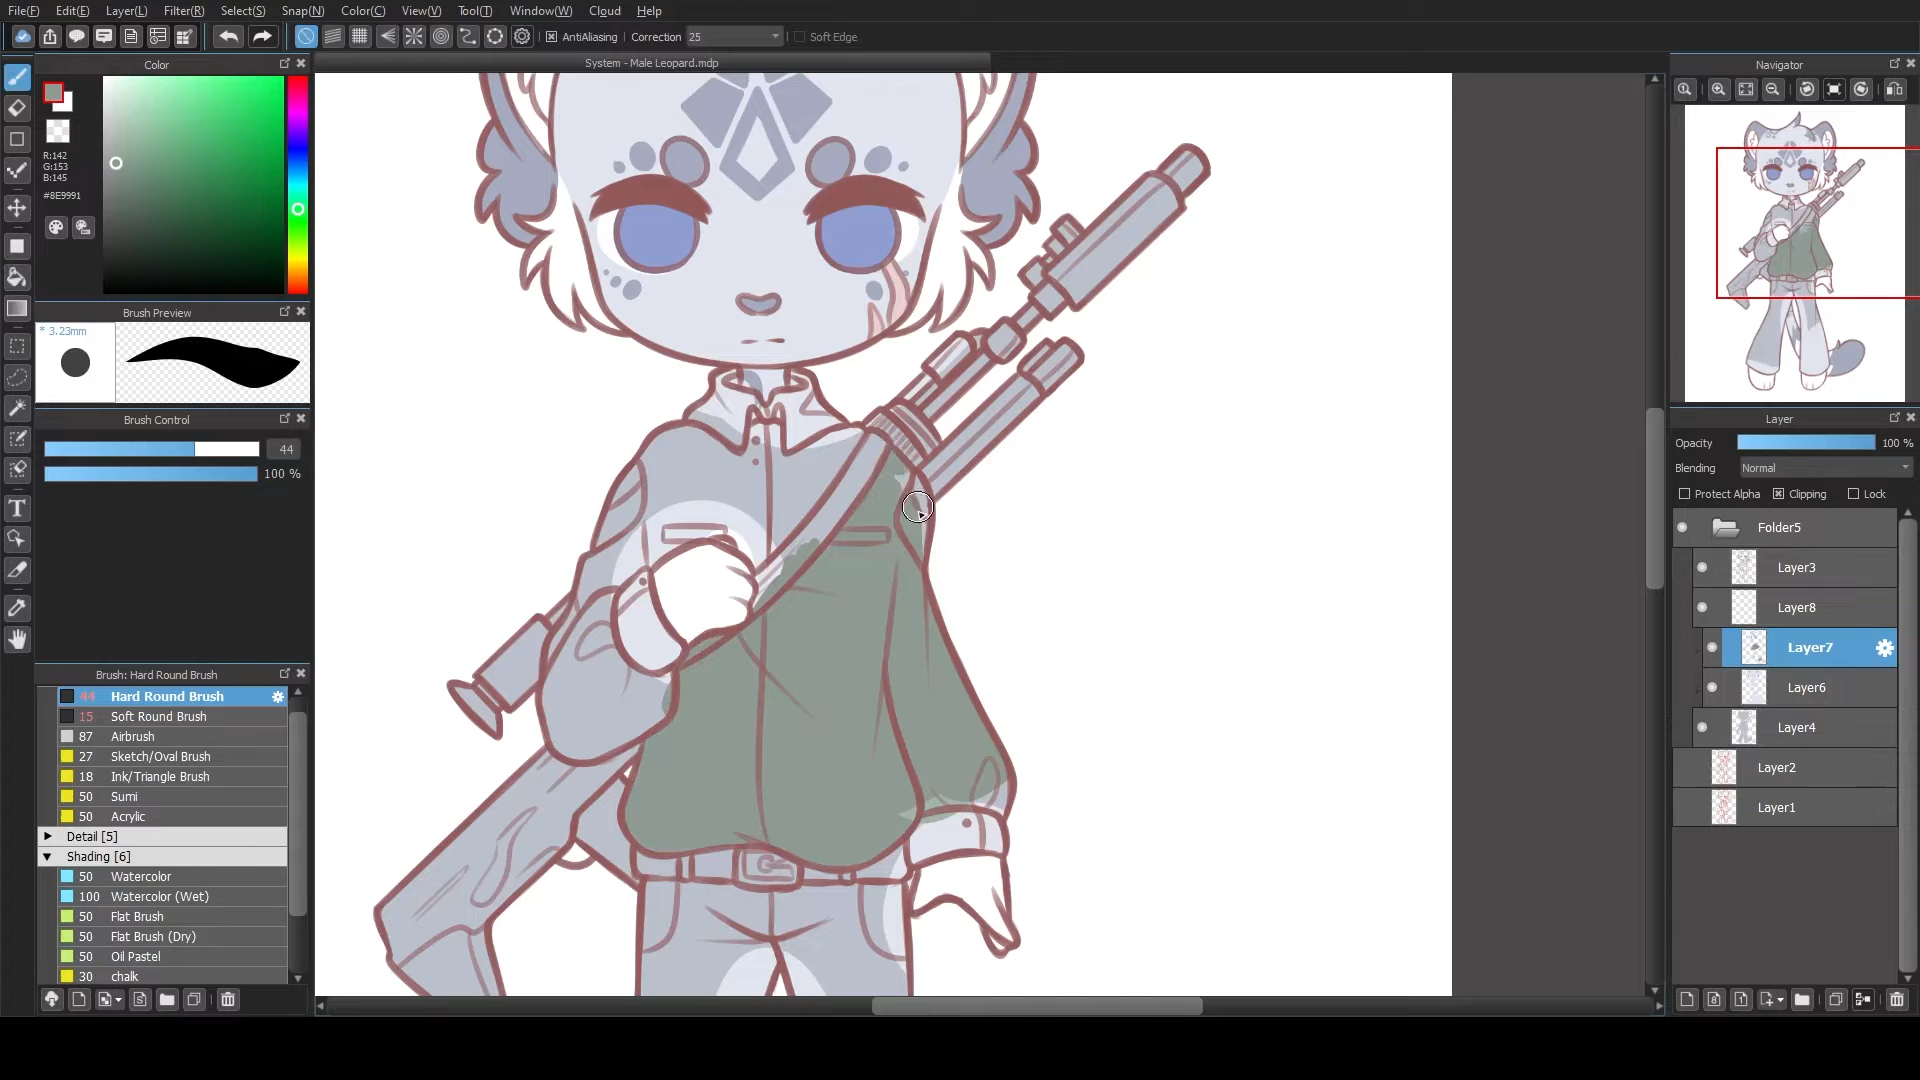 File(F) Edit(E) Layer(L) Filter(R) Select(S) Snap(N) Color(C) View(V) Tool(T) Window(W) Cloud Help
AntiAliasing Correction 25 Soft Edge
Color
System - Male Leopard.mdp
Navigator
R:142
G:153
B:145
#8E9991
Brush Preview
* 3.23mm
Brush Control
44
100 %
Brush: Hard Round Brush
44 Hard Round Brush
15 Soft Round Brush
87 Airbrush
27 Sketch/Oval Brush
18 Ink/Triangle Brush
50 Sumi
50 Acrylic
Detail [5]
Shading [6]
50 Watercolor
100 Watercolor (Wet)
50 Flat Brush
50 Flat Brush (Dry)
50 Oil Pastel
30 chalk
Layer
Opacity 100 %
Blending Normal
Protect Alpha Clipping Lock
Folder5
Layer3
Layer8
Layer7
Layer6
Layer4
Layer2
Layer1